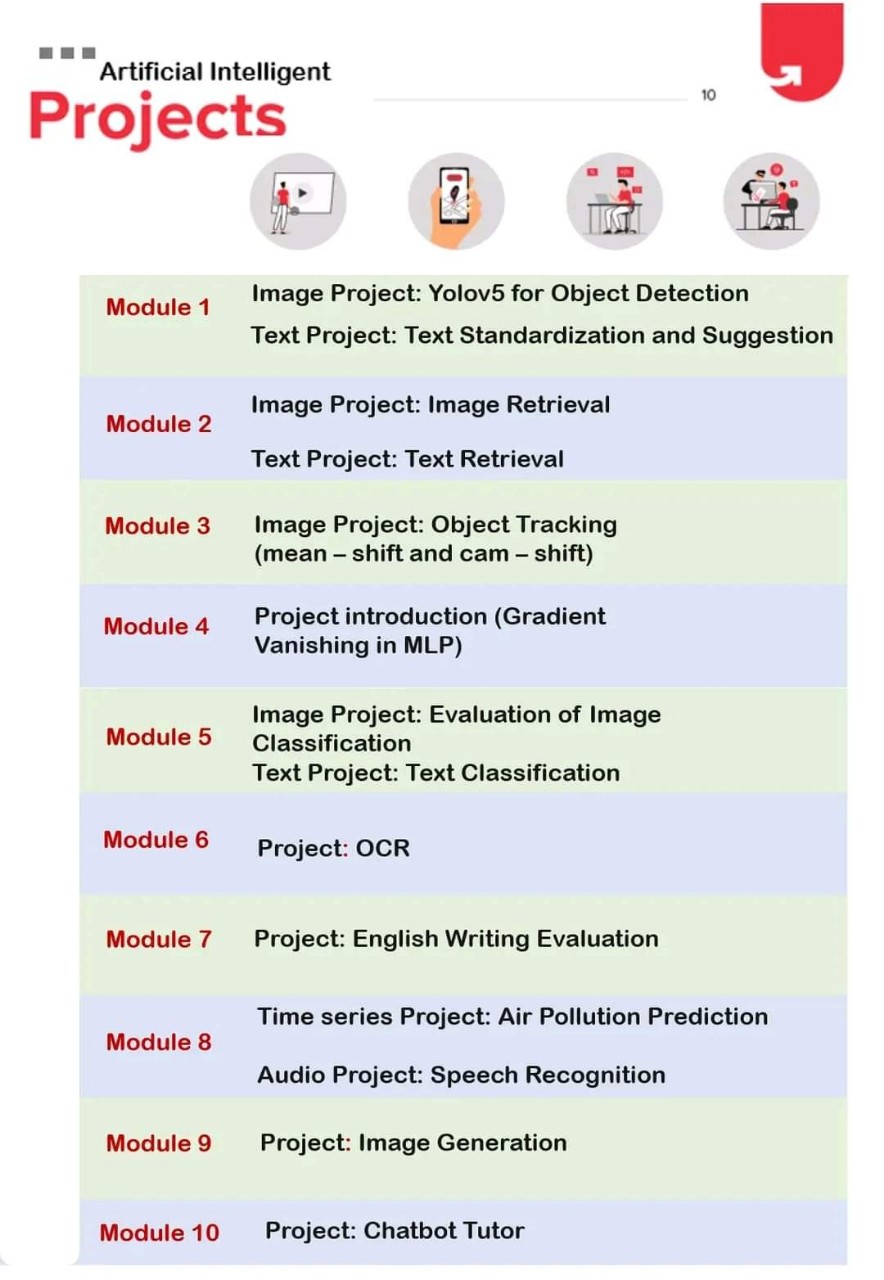 Artificial Intelligent
Projects
10
Module 1
Image Project: Yolov5 for Object Detection
Text Project: Text Standardization and Suggestion
Module 2
Image Project: Image Retrieval
Text Project: Text Retrieval
Module 3
Image Project: Object Tracking
(mean – shift and cam – shift)
Module 4
Project introduction (Gradient
Vanishing in MLP)
Module 5
Image Project: Evaluation of Image
Classification
Text Project: Text Classification
Module 6
Project: OCR
Module 7
Project: English Writing Evaluation
Module 8
Time series Project: Air Pollution Prediction
Audio Project: Speech Recognition
Module 9
Project: Image Generation
Module 10
Project: Chatbot Tutor